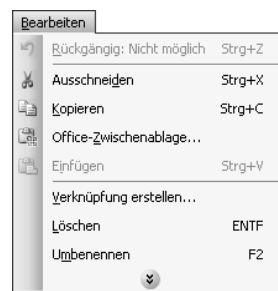 Bearbeiten
Rückgängig: Nicht möglich Strg+Z
Ausschneiden Strg+X
Kopieren Strg+C
Office-Zwischenablage...
Einfügen Strg+V
Verknüpfung erstellen...
Löschen ENTF
Umbenennen F2